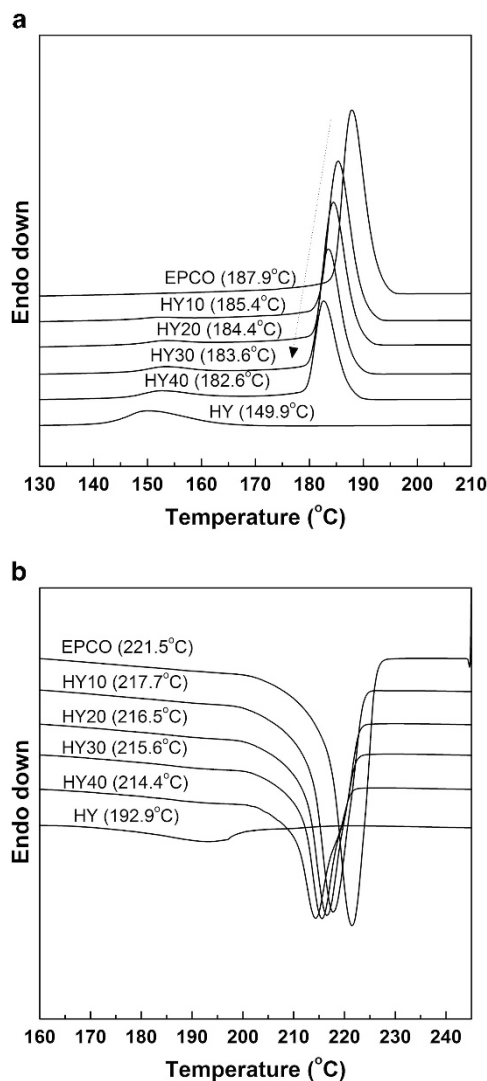 a
Endo down
EPCO (187.9°C)
HY10 (185.4°C)
HY20 (184.4°C)
HY30 (183.6°C)
HY40 (182.6°C)
HY (149.9°C)
130 140 150 160 170 180 190 200 210
Temperature (°C)
b
Endo down
EPCO (221.5°C)
HY10 (217.7°C)
HY20 (216.5°C)
HY30 (215.6°C)
HY40 (214.4°C)
HY (192.9°C)
160 170 180 190 200 210 220 230 240
Temperature (°C)